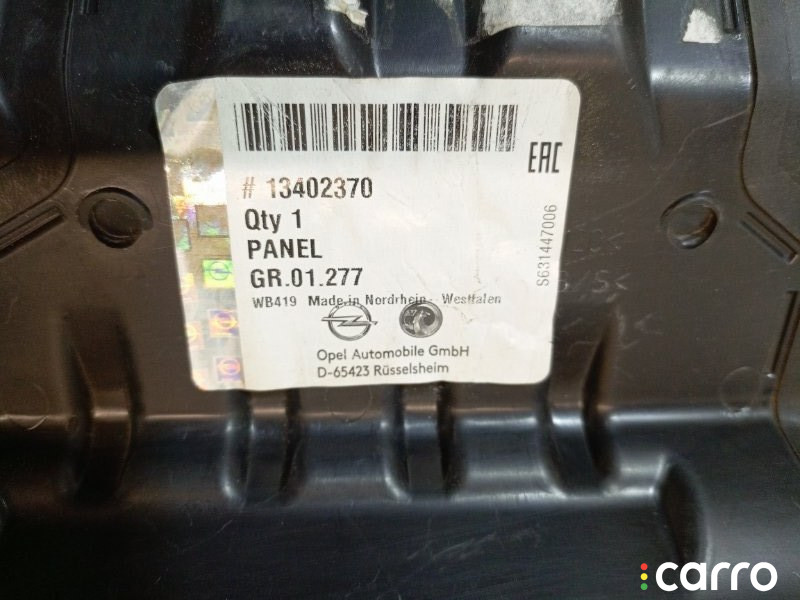 # 13402370
Qty 1
PANEL
GR.01.277
WB419 Made in Nordrhein - Westfalen
Opel Automobile GmbH
D-65423 Rüsselsheim
EAC
S631447006
carro